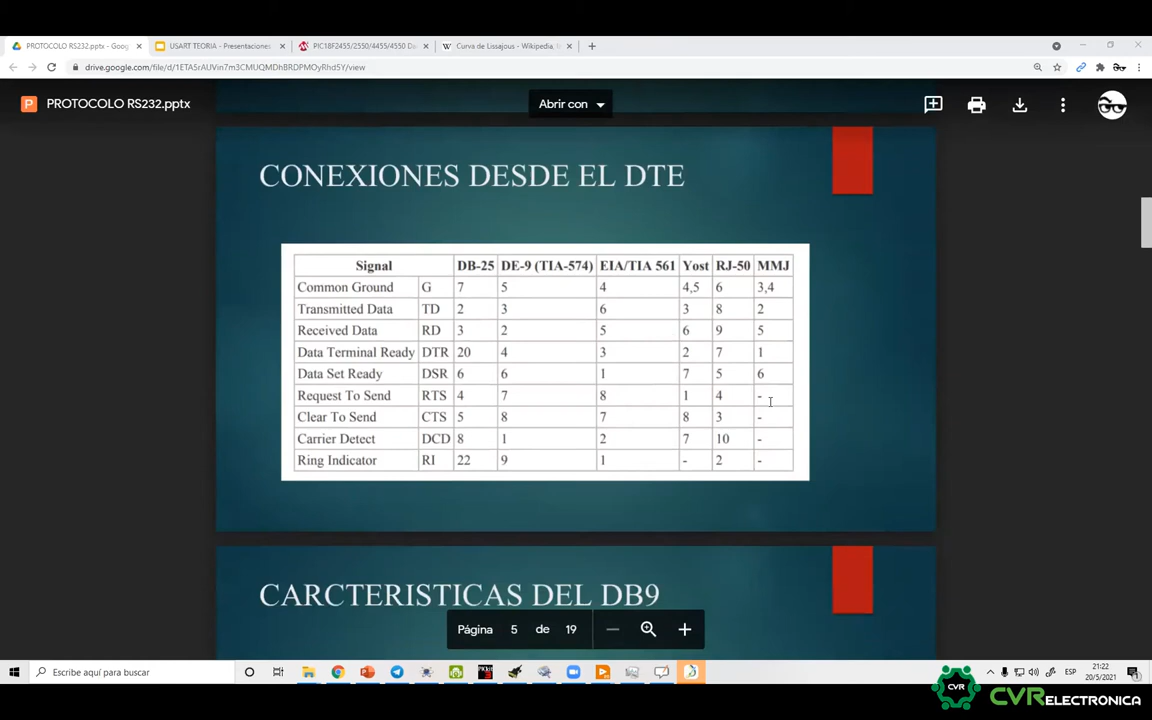 PROTOCOLO RS232.pptx - Goog
USART TEORIA - Presentaciones
PIC18F2455/2550/4455/4550 Da
Curva de Lissajous - Wikipedia, l
drive.google.com/file/d/1ETA5rAUVin7m3CMUQMDhBRDPMOyRhd5Y/view
P PROTOCOLO RS232.pptx
Abrir con
CONEXIONES DESDE EL DTE
Signal DB-25 DE-9 (TIA-574) EIA/TIA 561 Yost RJ-50 MMJ
Common Ground G 7 5 4 4,5 6 3,4
Transmitted Data TD 2 3 6 3 8 2
Received Data RD 3 2 5 6 9 5
Data Terminal Ready DTR 20 4 3 2 7 1
Data Set Ready DSR 6 6 1 7 5 6
Request To Send RTS 4 7 8 1 4 -
Clear To Send CTS 5 8 7 8 3 -
Carrier Detect DCD 8 1 2 7 10 -
Ring Indicator RI 22 9 1 - 2 -
CARCTERISTICAS DEL DB9
Página 5 de 19
Escribe aquí para buscar
ESP
21:22
20/5/2021
CVR
CVRELECTRONICA